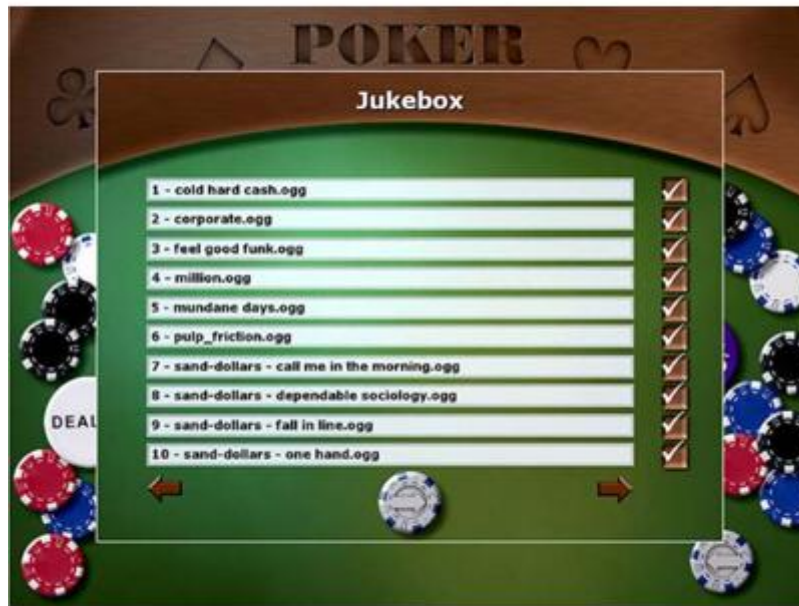 POKER
Jukebox
1 - cold hard cash.ogg
2 - corporate.ogg
3 - feel good funk.ogg
4 - million.ogg
5 - mundane days.ogg
6 - pulp_friction.ogg
7 - sand-dollars - call me in the morning.ogg
8 - sand-dollars - dependable sociology.ogg
9 - sand-dollars - fall in line.ogg
10 - sand-dollars - one hand.ogg
DEAL